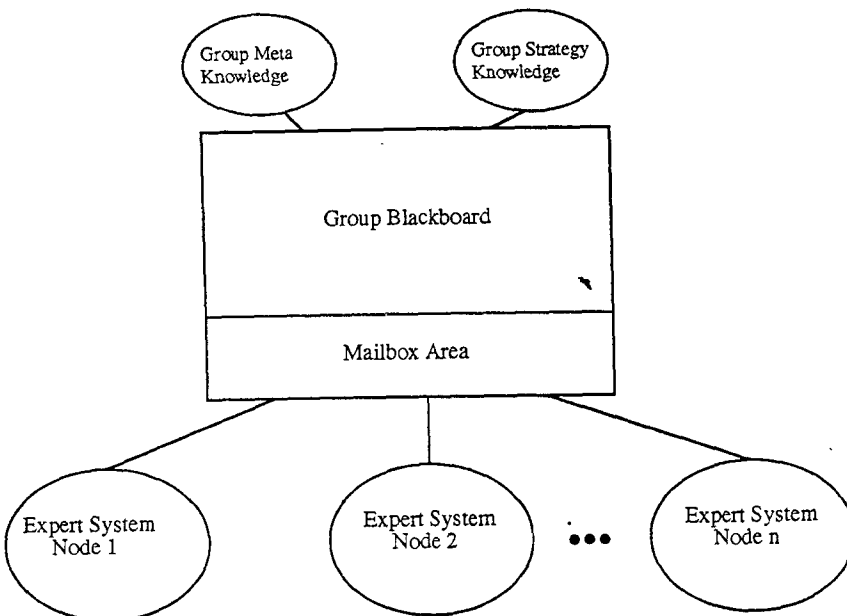 Group Meta
Knowledge
Group Strategy
Knowledge
Group Blackboard
Mailbox Area
Expert System
Node 1
Expert System
Node 2
Expert System
Node n